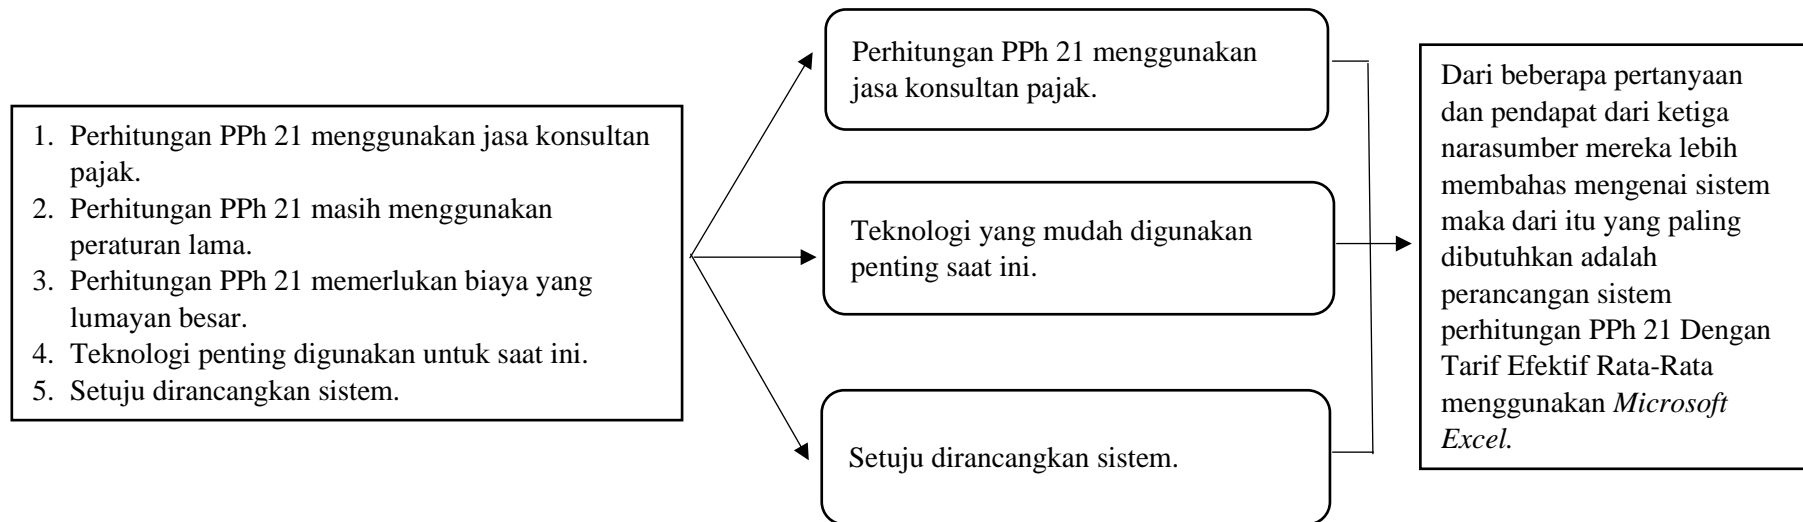 1. Perhitungan PPh 21 menggunakan jasa konsultan
pajak.
2. Perhitungan PPh 21 masih menggunakan
peraturan lama.
3. Perhitungan PPh 21 memerlukan biaya yang
lumayan besar.
4. Teknologi penting digunakan untuk saat ini.
5. Setuju dirancangkan sistem.
Perhitungan PPh 21 menggunakan
jasa konsultan pajak.
Teknologi yang mudah digunakan
penting saat ini.
Setuju dirancangkan sistem.
Dari beberapa pertanyaan
dan pendapat dari ketiga
narasumber mereka lebih
membahas mengenai sistem
maka dari itu yang paling
dibutuhkan adalah
perancangan sistem
perhitungan PPh 21 Dengan
Tarif Efektif Rata-Rata
menggunakan Microsoft
Excel.